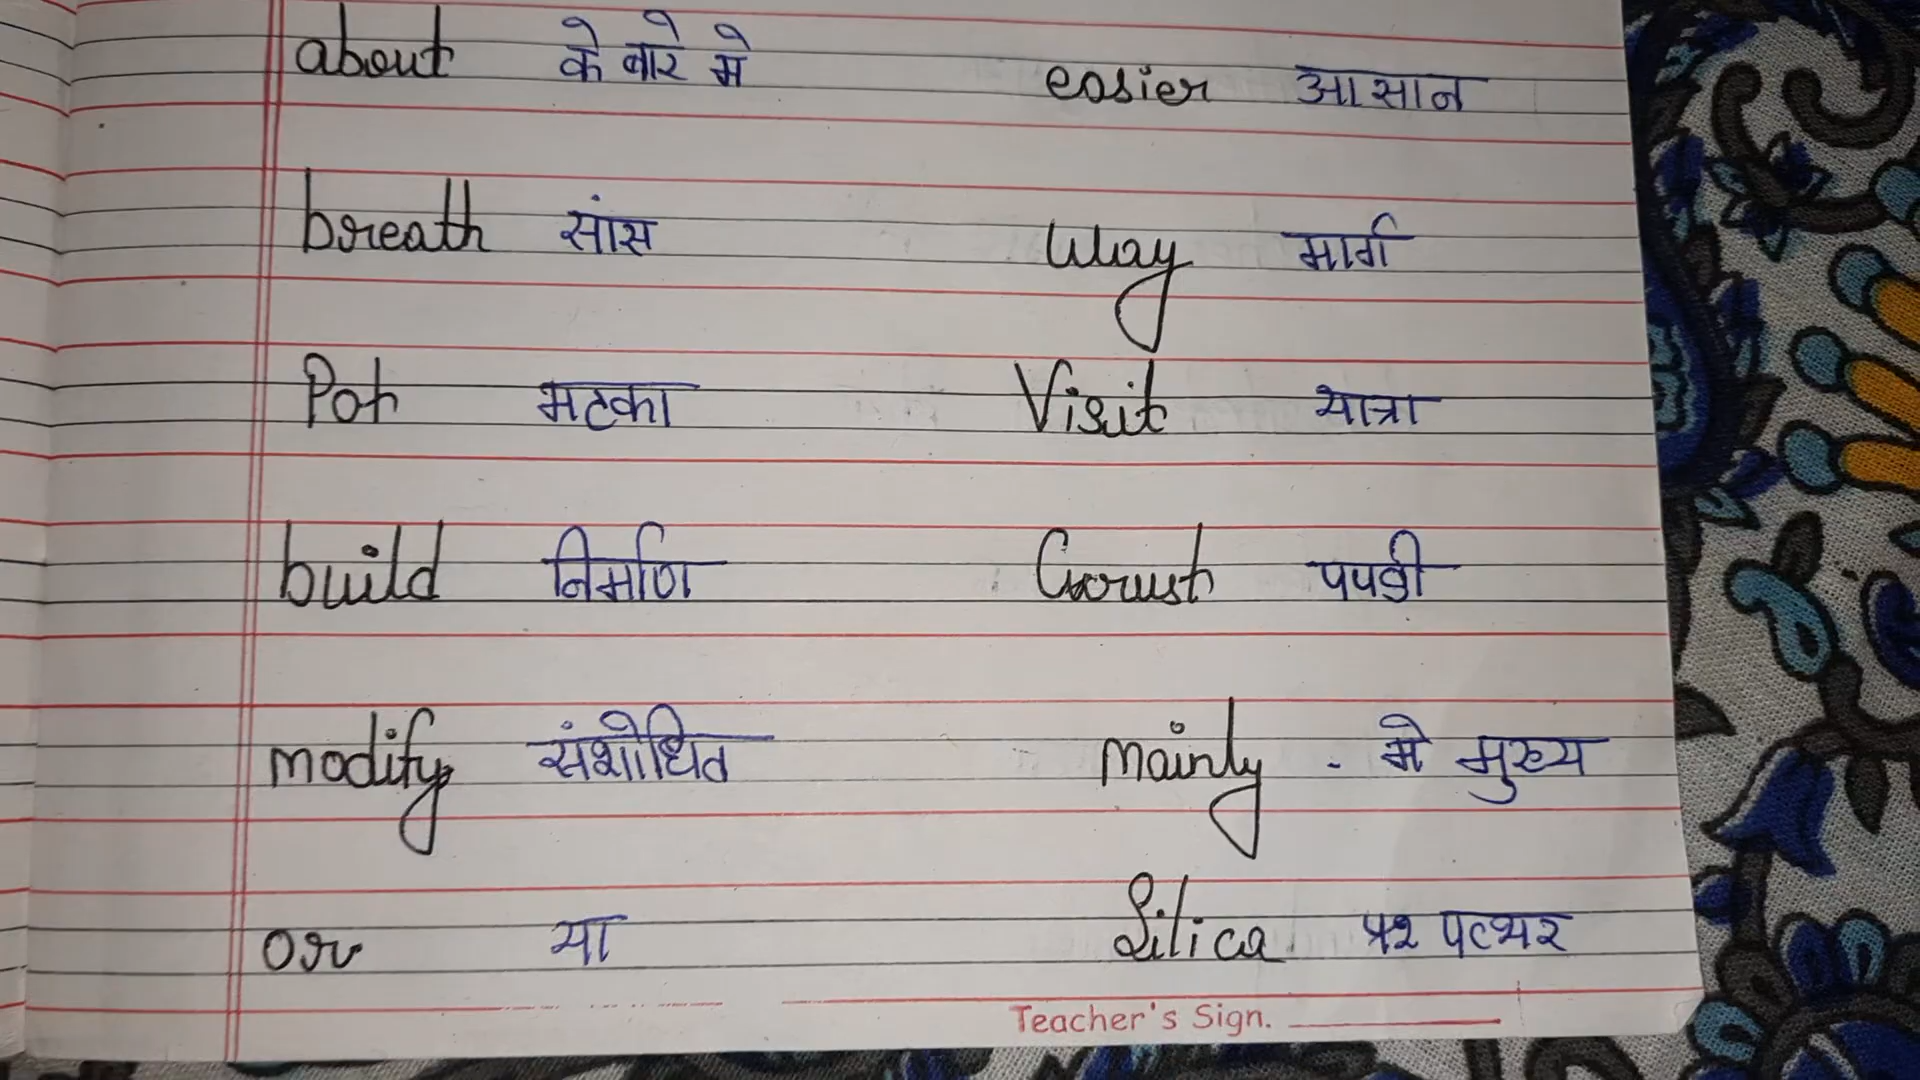 about के बारे मे easier आसान
breath सांस Way मार्ग
Pot मटका Visit यात्रा
build निर्माण Crust पपड़ी
modify संशोधित Mainly - मे मुख्य
or या Silica पत्थर
Teacher's Sign.